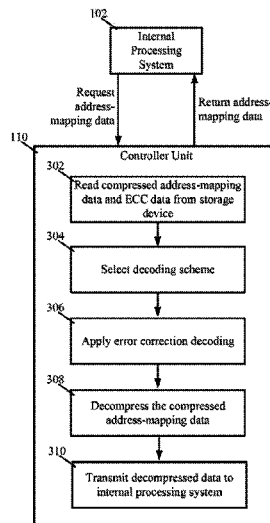 102
Internal
Processing
System
Request
address-
mapping data
Return address-
mapping data
110
Controller Unit
302
Read compressed address-mapping
data and ECC data from storage
device
304
Select decoding scheme
306
Apply error correction decoding
308
Decompress the compressed
address-mapping data
310
Transmit decompressed data to
internal processing system